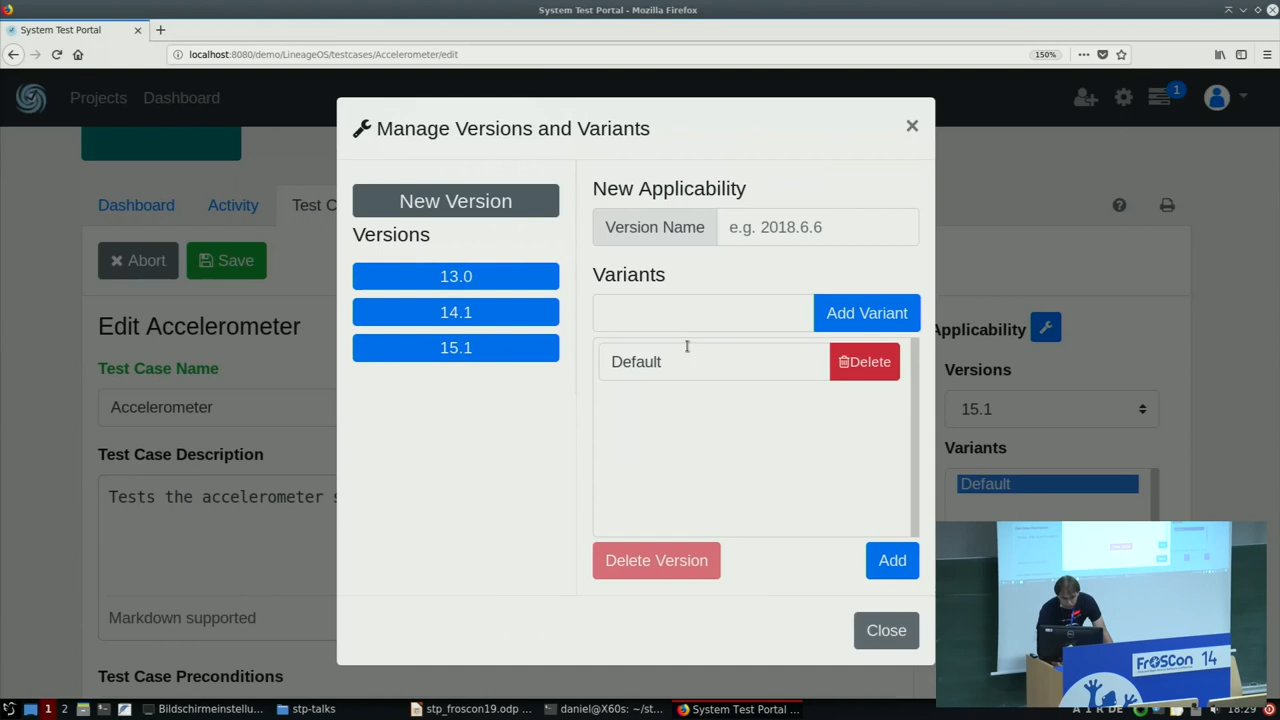 System Test Portal - Mozilla Firefox
System Test Portal
localhost:8080/demo/LineageOS/testcases/Accelerometer/edit
150%
Projects
Dashboard
1
Manage Versions and Variants
New Version
Versions
13.0
14.1
15.1
New Applicability
Version Name
e.g. 2018.6.6
Variants
Add Variant
Default
Delete
Delete Version
Add
Close
Dashboard
Activity
Test C
Abort
Save
Edit Accelerometer
Test Case Name
Accelerometer
Test Case Description
Tests the accelerometer s
Markdown supported
Test Case Preconditions
Applicability
Versions
15.1
Variants
Default
FrOSCon 14
1
2
Bildschirmeinstellu...
stp-talks
stp_froscon19.odp ...
daniel@X60s: ~/st...
System Test Portal ...
18:29